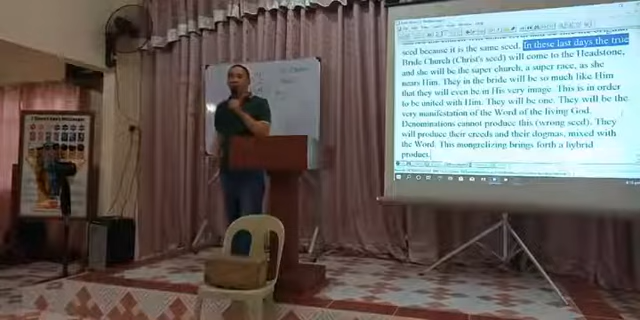 seed because it is the same seed. In these last days the true
Bride Church (Christ's seed) will come to the Headstone,
and she will be the super church, a super race, as she
nears Him. They in the bride will be so much like Him
that they will even be in His very image. This is in order
to be united with Him. They will be one. They will be the
very manifestation of the Word of the living God.
Denominations cannot produce this (wrong seed). They
will produce their creeds and their dogmas, mixed with
the Word. This mongrelizing brings forth a hybrid
product.